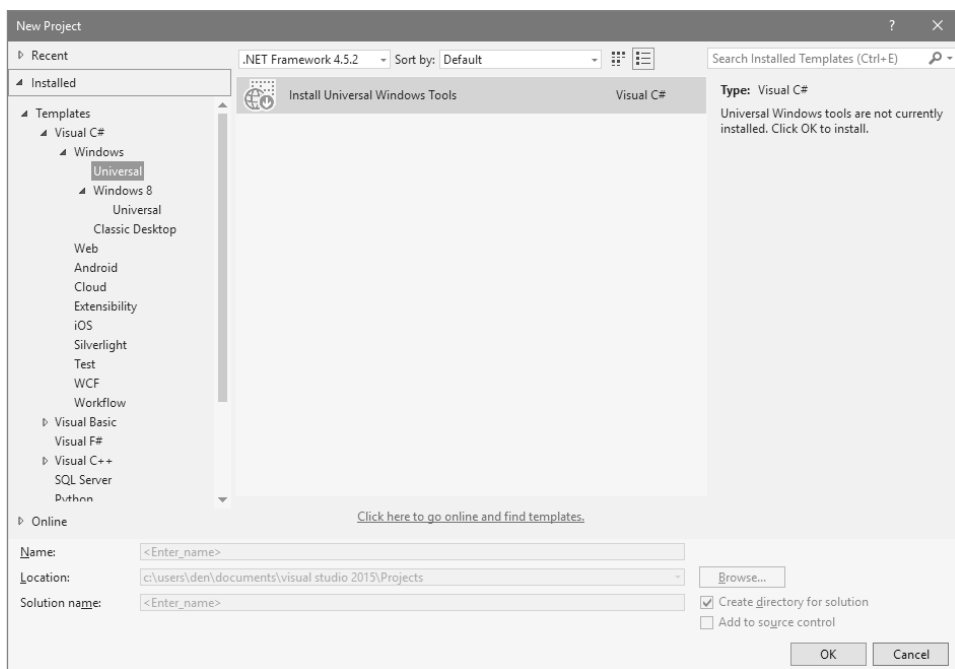 New Project
? ×
Recent
.NET Framework 4.5.2
Sort by: Default
Search Installed Templates (Ctrl+E)
Installed
Templates
Visual C#
Windows
Universal
Windows 8
Universal
Classic Desktop
Web
Android
Cloud
Extensibility
iOS
Silverlight
Test
WCF
Workflow
Visual Basic
Visual F#
Visual C++
SQL Server
Python
Online
Install Universal Windows Tools Visual C#
Click here to go online and find templates.
Type: Visual C#
Universal Windows tools are not currently
installed. Click OK to install.
Name: <Enter_name>
Location: c:\users\den\documents\visual studio 2015\Projects
Browse...
Solution name: <Enter_name>
Create directory for solution
Add to source control
OK Cancel